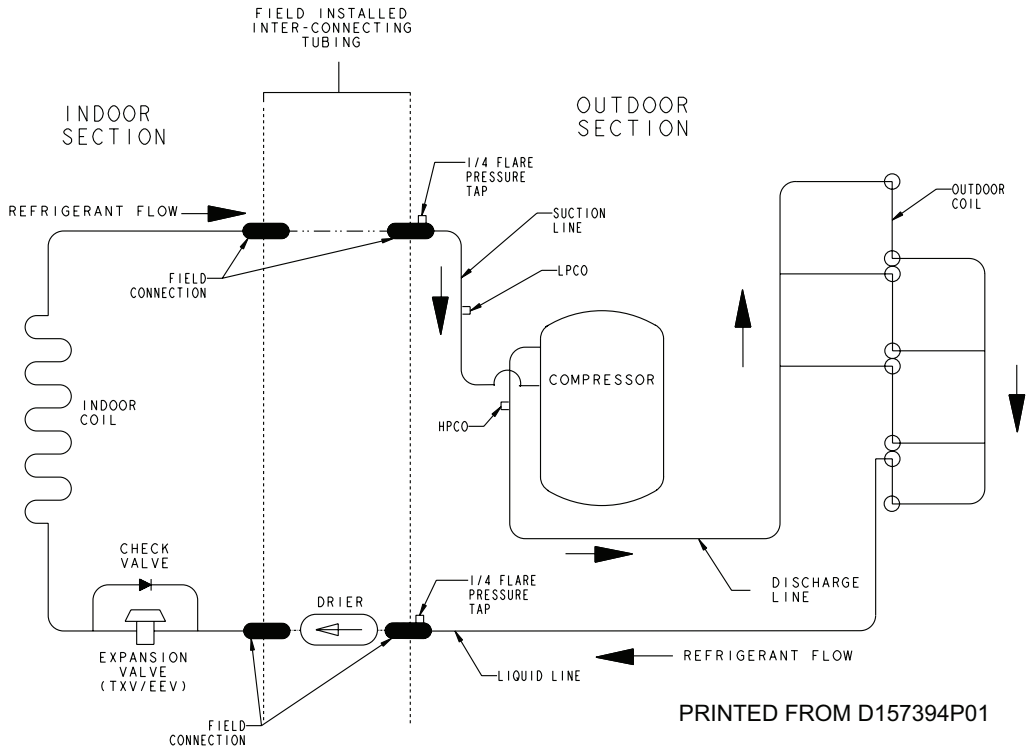 FIELD INSTALLED
INTER-CONNECTING
TUBING
INDOOR
SECTION
OUTDOOR
SECTION
1/4 FLARE
PRESSURE
TAP
REFRIGERANT FLOW
SUCTION
LINE
OUTDOOR
COIL
FIELD
CONNECTION
LPCO
COMPRESSOR
INDOOR
COIL
HPCO
CHECK
VALVE
DRIER
1/4 FLARE
PRESSURE
TAP
DISCHARGE
LINE
EXPANSION
VALVE
(TXV/EEV)
LIQUID LINE
REFRIGERANT FLOW
FIELD
CONNECTION
PRINTED FROM D157394P01